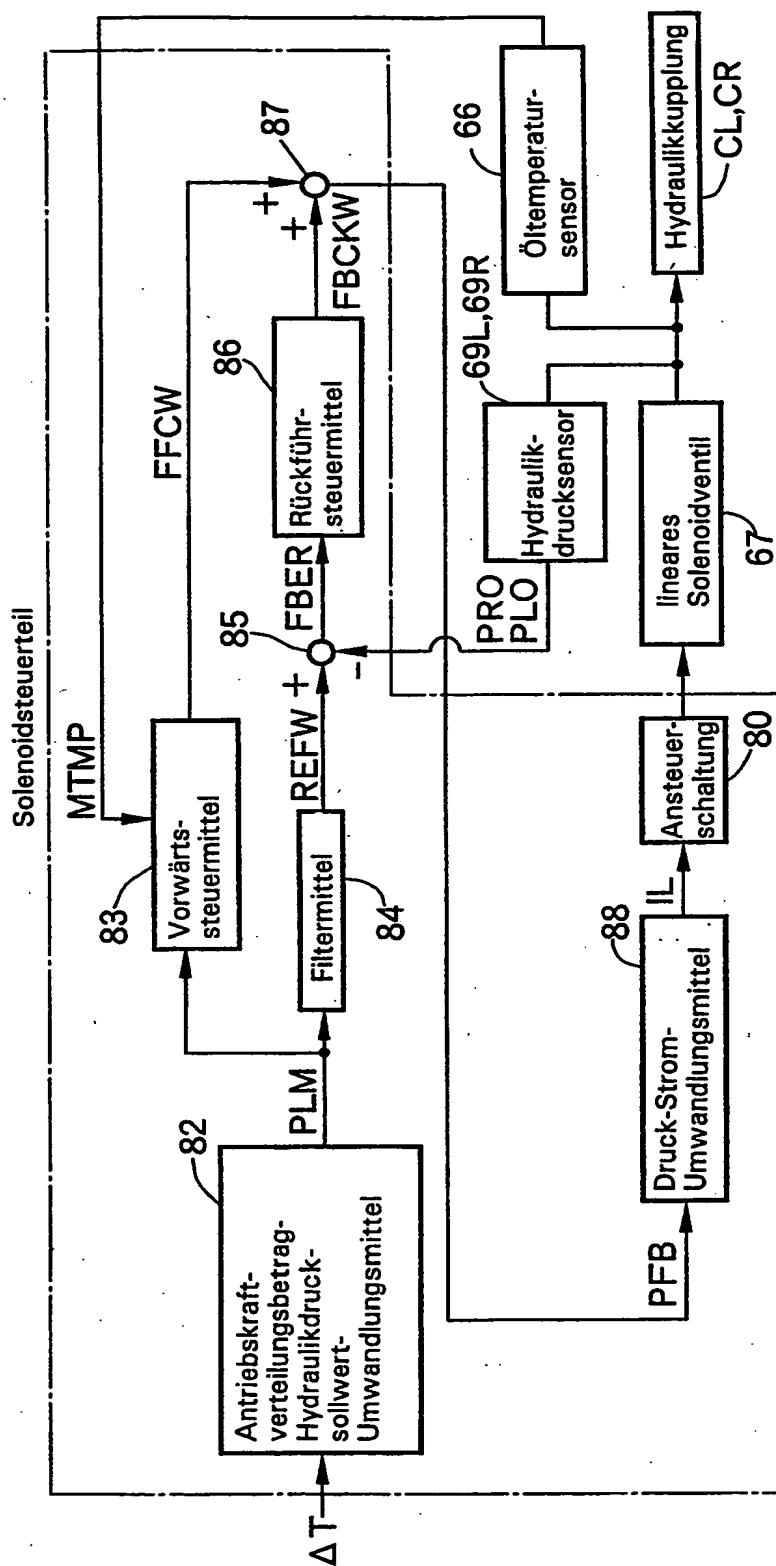 Solenoidsteuerteil
MTMP
83
Vorwärts-
steuermittel
FFCW
87
+
+
ΔT
82
Antriebskraft-
verteilungsbetrag-
Hydraulikdruck-
sollwert-
Umwandlungsmittel
PLM
Filtermittel
84
REFW
+
-
85
FBER
86
Rückführ-
steuermittel
FBCKW
PRO
PLO
69L,69R
Hydraulik-
drucksensor
66
Öltemperatur-
sensor
PFB
88
Druck-Strom-
Umwandlungsmittel
IL
Ansteuer-
schaltung
80
lineares
Solenoidventil
67
Hydraulikkupplung
CL,CR